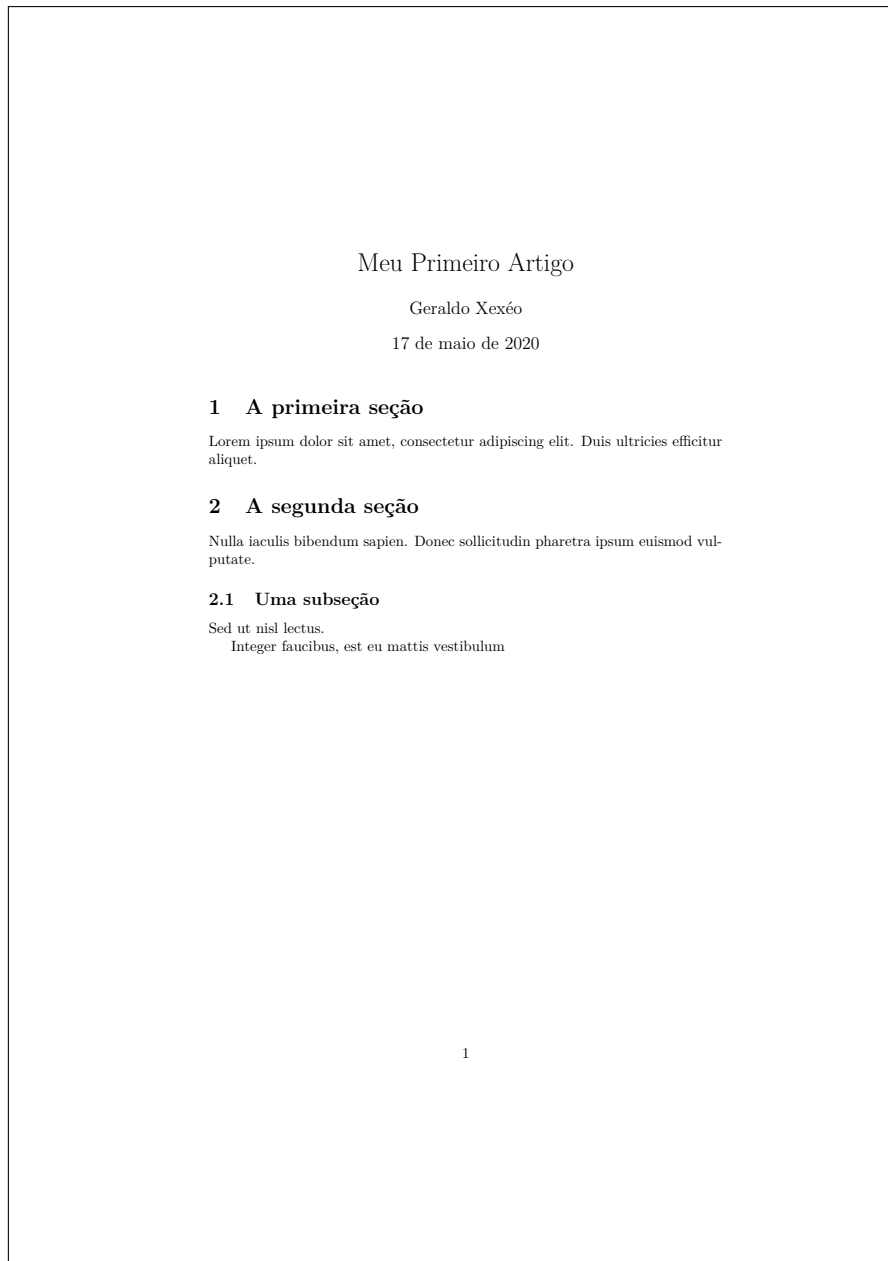 Meu Primeiro Artigo
Geraldo Xexéo
17 de maio de 2020
1 A primeira seção
Lorem ipsum dolor sit amet, consectetur adipiscing elit. Duis ultricies efficitur
aliquet.
2 A segunda seção
Nulla iaculis bibendum sapien. Donec sollicitudin pharetra ipsum euismod vul-
putate.
2.1 Uma subseção
Sed ut nisl lectus.
Integer faucibus, est eu mattis vestibulum
1